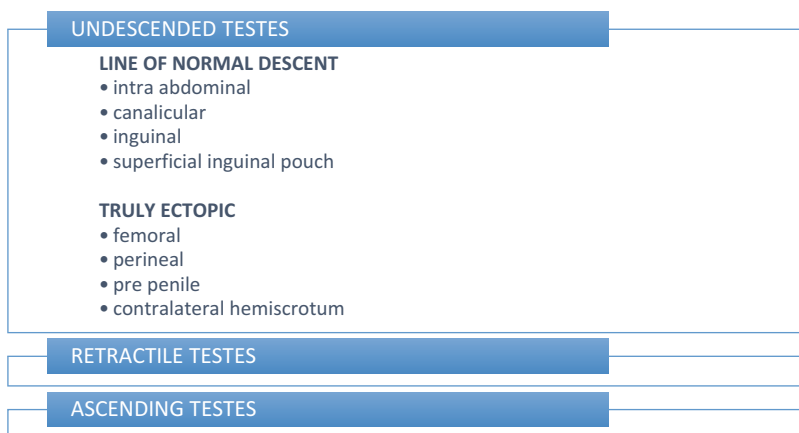 UNDESCENDED TESTES
LINE OF NORMAL DESCENT
• intra abdominal
• canalicular
• inguinal
• superficial inguinal pouch
TRULY ECTOPIC
• femoral
• perineal
• pre penile
• contralateral hemiscrotum
RETRACTILE TESTES
ASCENDING TESTES